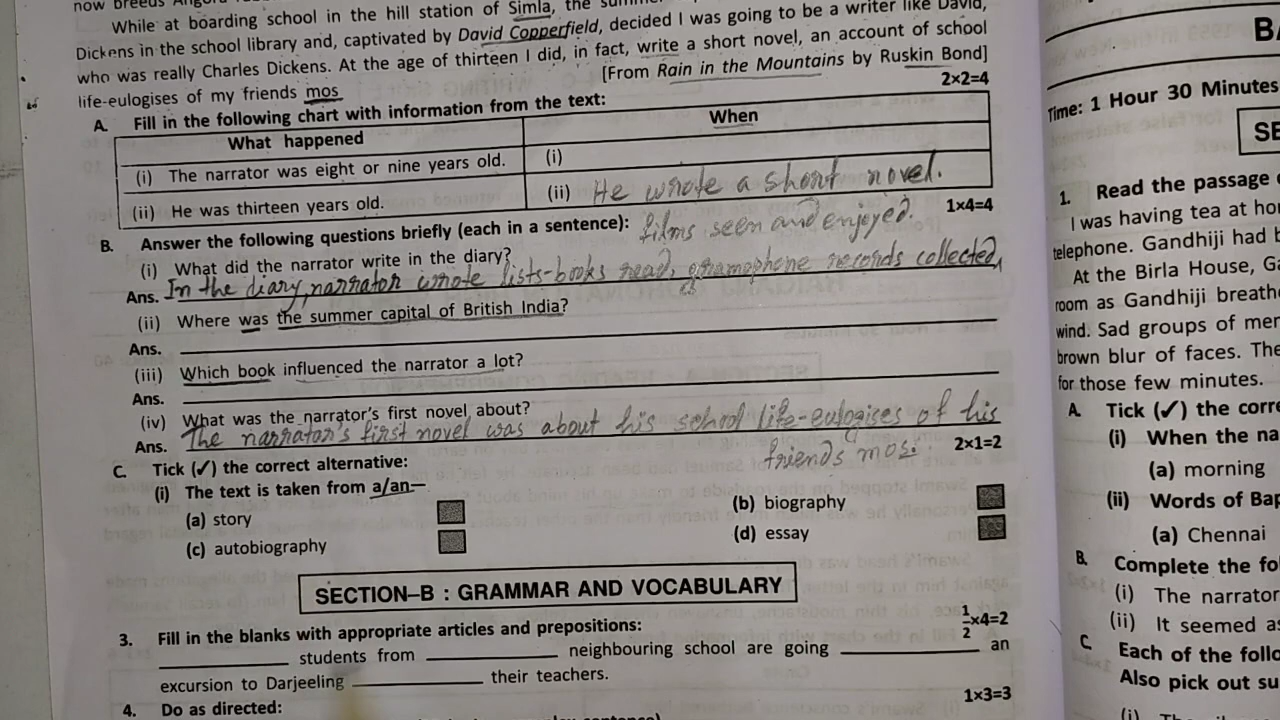 now breeds
While at boarding school in the hill station of Simla, the
Dickens in the school library and, captivated by David Copperfield, decided I was going to be a writer like David,
who was really Charles Dickens. At the age of thirteen I did, in fact, write a short novel, an account of school
life-eulogises of my friends mos
[From Rain in the Mountains by Ruskin Bond]
A. Fill in the following chart with information from the text: 2×2=4
What happened When
(i) The narrator was eight or nine years old. (i)
(ii) He was thirteen years old. (ii) He wrote a short novel.
B. Answer the following questions briefly (each in a sentence): 1×4=4
films seen and enjoyed.
(i) What did the narrator write in the diary?
Ans. In the diary, narrator wrote lists-books read, gramophone records collected,
(ii) Where was the summer capital of British India?
Ans.
(iii) Which book influenced the narrator a lot?
Ans.
(iv) What was the narrator's first novel about?
Ans. The narrator's first novel was about his school life-eulogises of his
friends mos.
C. Tick (✓) the correct alternative: 2×1=2
(i) The text is taken from a/an—
(a) story (b) biography
(c) autobiography (d) essay
SECTION–B : GRAMMAR AND VOCABULARY
3. Fill in the blanks with appropriate articles and prepositions: 1/2×4=2
students from neighbouring school are going an
excursion to Darjeeling their teachers.
4. Do as directed: 1×3=3
Time: 1 Hour 30 Minutes
1. Read the passage
I was having tea at
telephone. Gandhiji had
At the Birla House,
room as Gandhiji
wind. Sad groups of
brown blur of faces. The
for those few minutes.
A. Tick (✓) the
(i) When the
(a) morning
(ii) Words of
(a) Chennai
B. Complete the
(i) The narrator
(ii) It seemed
C. Each of the
Also pick out
(i)